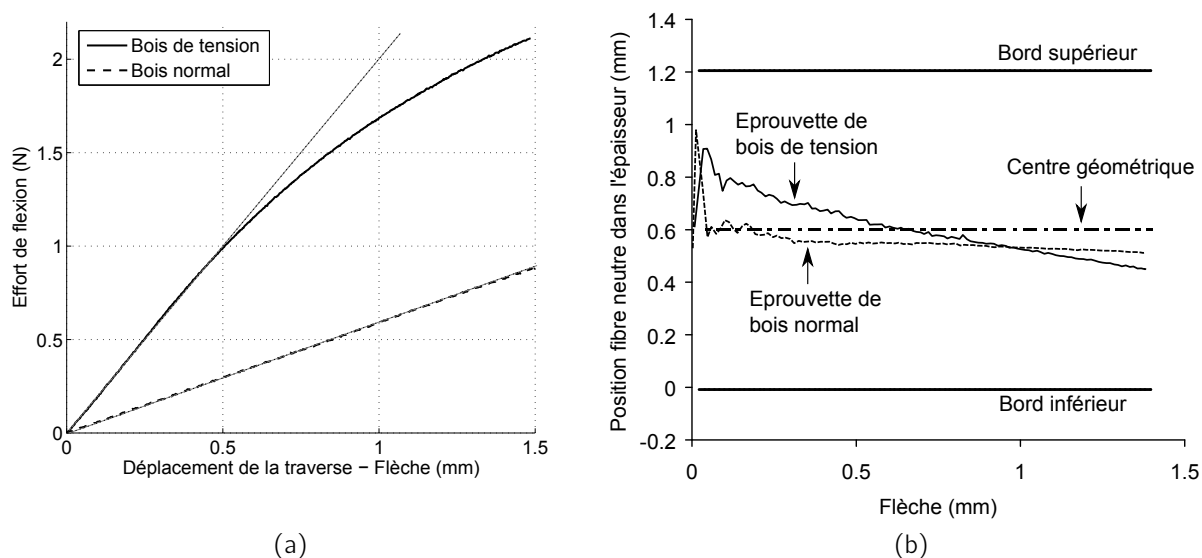 Bois de tension
Bois normal
2
1.5
1
0.5
0
0
0.5
1
1.5
Effort de flexion (N)
Déplacement de la traverse − Flèche (mm)
(a)
Position fibre neutre dans l'épaisseur (mm)
1.4
1.2
1
0.8
0.6
0.4
0.2
0
-0.2
Bord supérieur
Eprouvette de
bois de tension
Centre géométrique
Eprouvette de
bois normal
Bord inférieur
0
0.5
1
1.5
Flèche (mm)
(b)